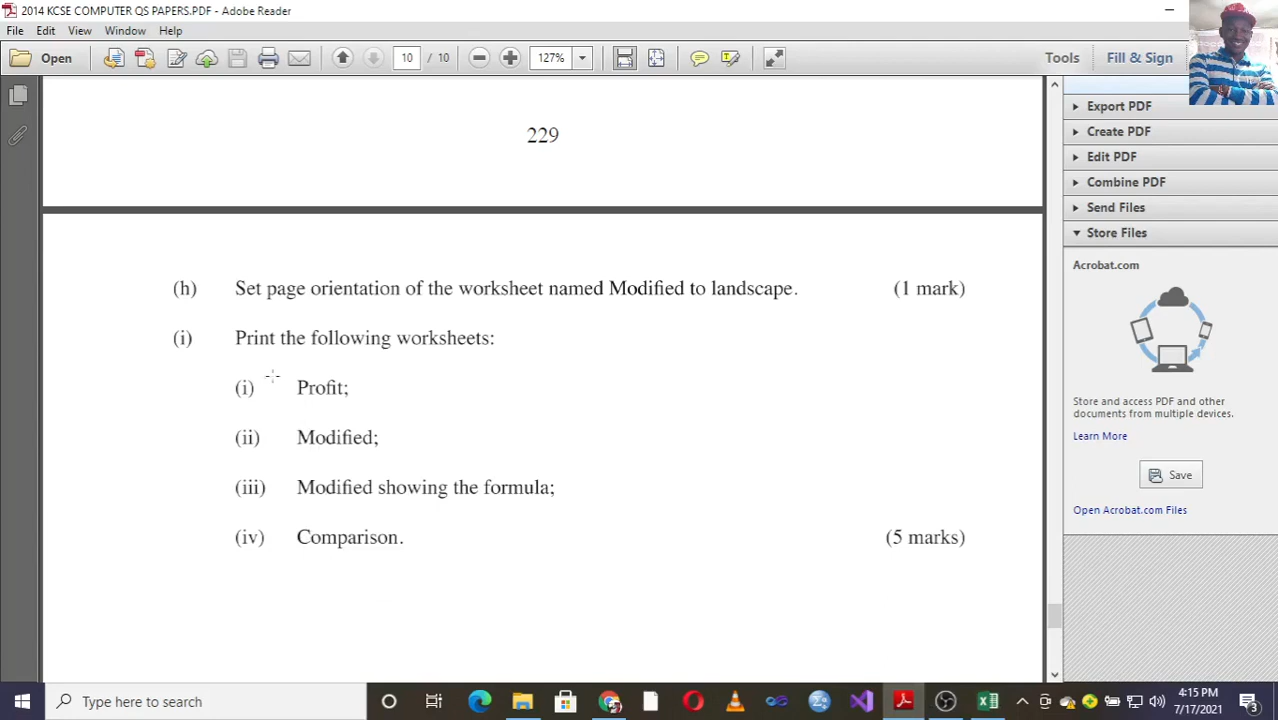 2014 KCSE COMPUTER QS PAPERS.PDF - Adobe Reader
File Edit View Window Help
Open 10 / 10 127% Tools Fill & Sign
Export PDF
229
Create PDF
Edit PDF
Combine PDF
Send Files
Store Files
Acrobat.com
(h) Set page orientation of the worksheet named Modified to landscape. (1 mark)
(i) Print the following worksheets:
(i) Profit;
(ii) Modified;
(iii) Modified showing the formula;
(iv) Comparison. (5 marks)
Store and access PDF and other
documents from multiple devices.
Learn More
Save
Open Acrobat.com Files
Type here to search
4:15 PM
7/17/2021
3